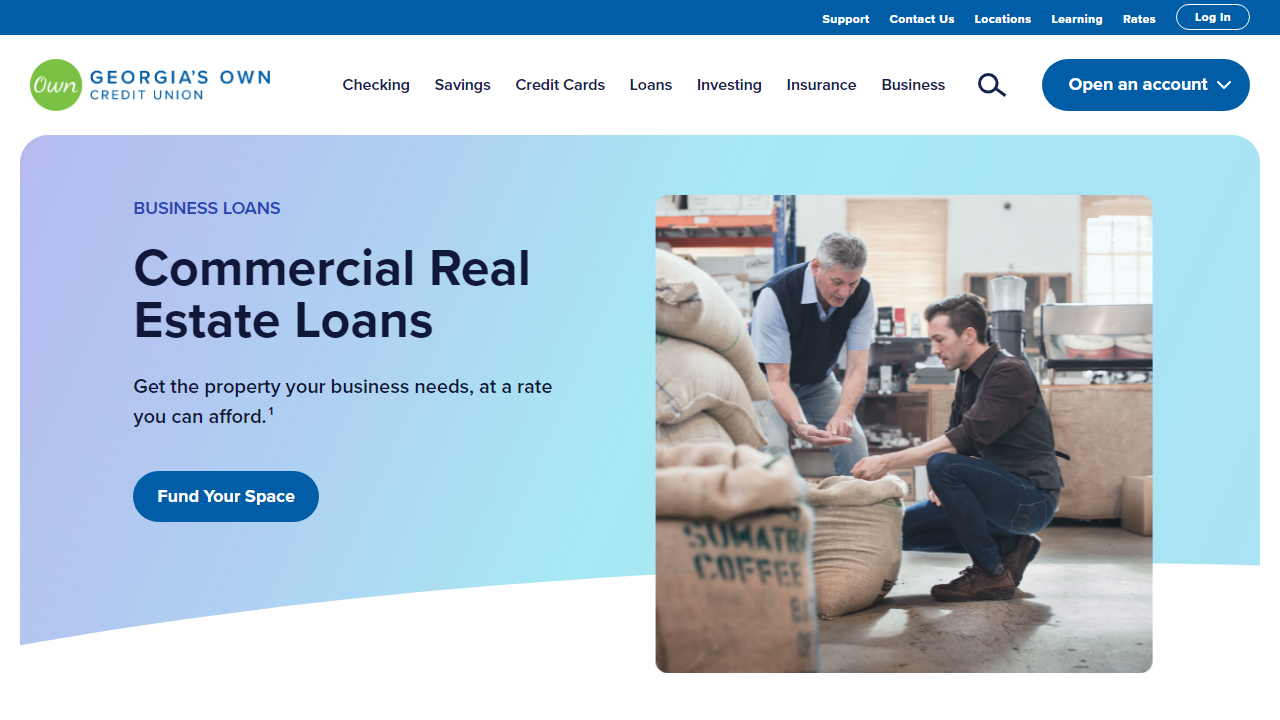 Support Contact Us Locations Learning Rates Log In
Own GEORGIA'S OWN
CREDIT UNION
Checking Savings Credit Cards Loans Investing Insurance Business
Open an account
BUSINESS LOANS
Commercial Real
Estate Loans
Get the property your business needs, at a rate
you can afford.¹
Fund Your Space
SUMATRA
COFFEE